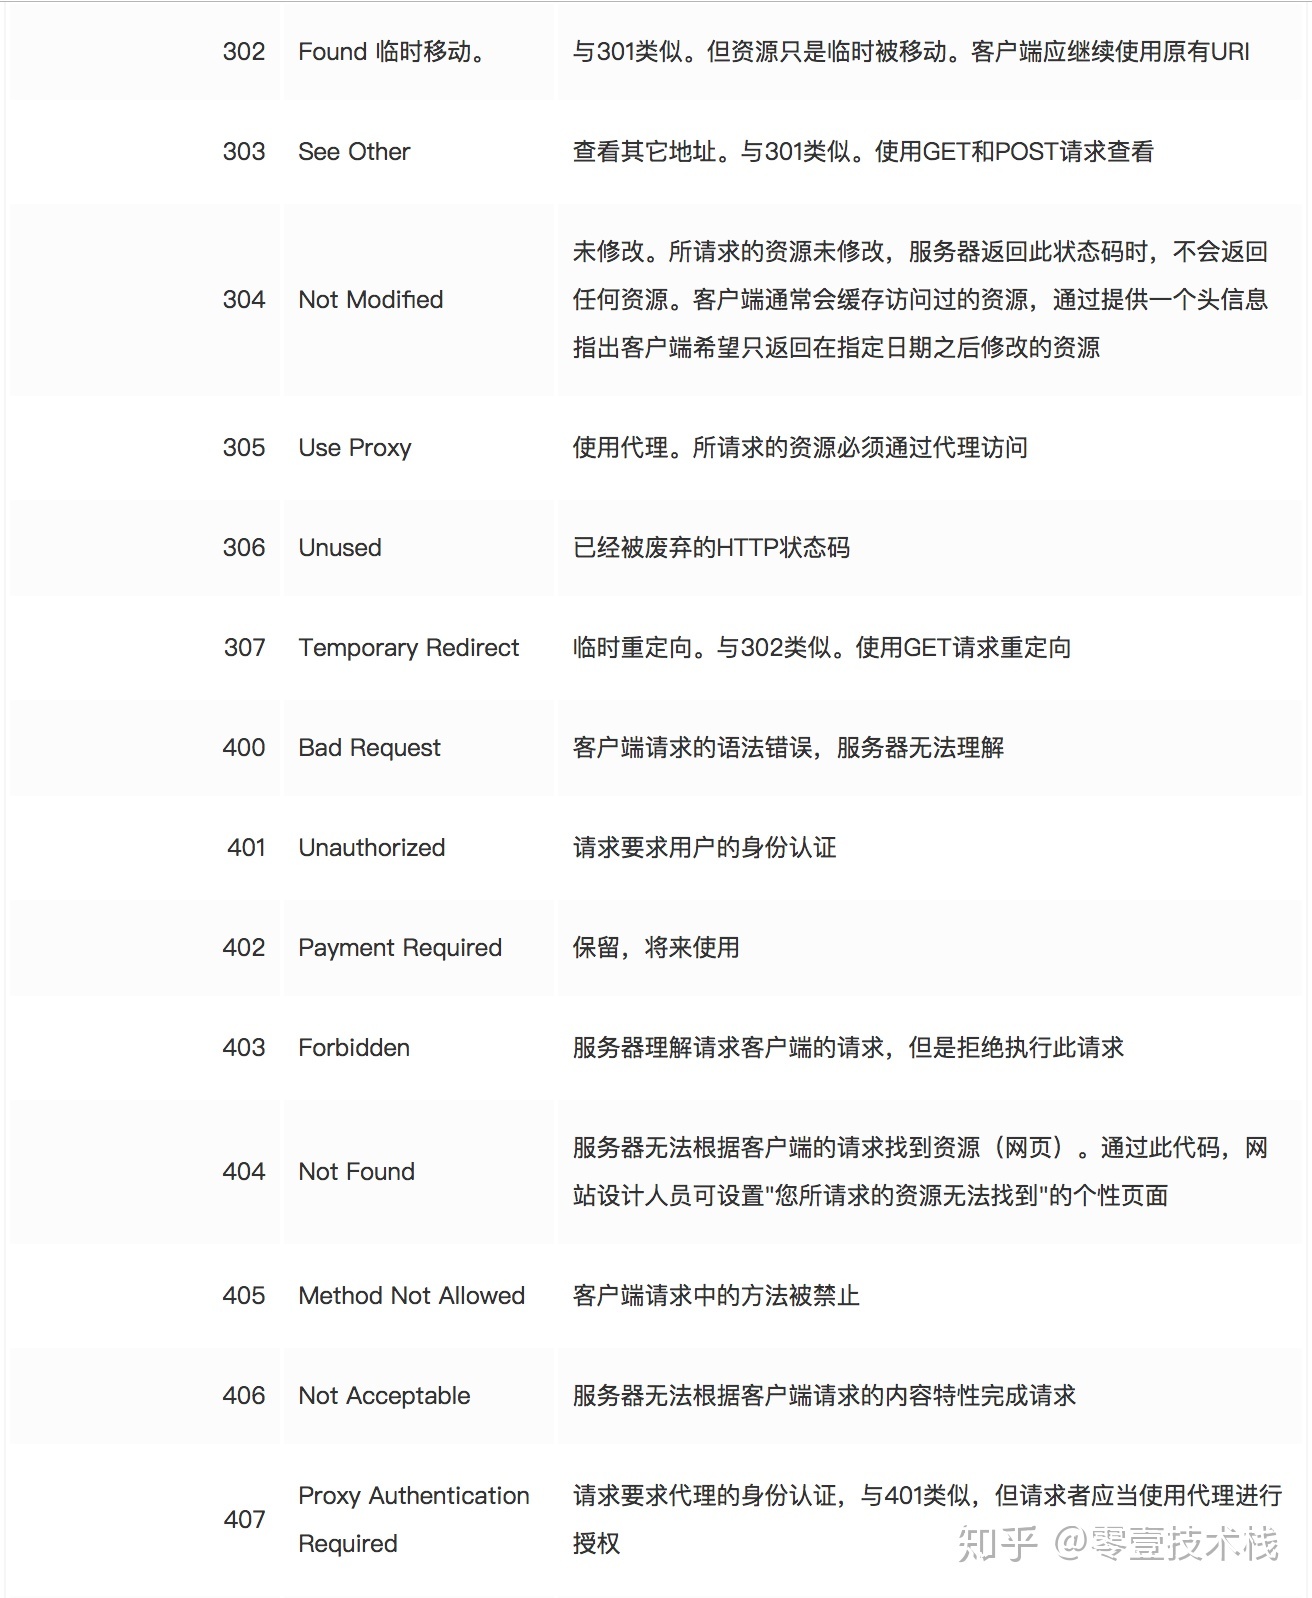 302 Found 临时移动。 与301类似。但资源只是临时被移动。客户端应继续使用原有URI
303 See Other 查看其它地址。与301类似。使用GET和POST请求查看
304 Not Modified 未修改。所请求的资源未修改，服务器返回此状态码时，不会返回
任何资源。客户端通常会缓存访问过的资源，通过提供一个头信息
指出客户端希望只返回在指定日期之后修改的资源
305 Use Proxy 使用代理。所请求的资源必须通过代理访问
306 Unused 已经被废弃的HTTP状态码
307 Temporary Redirect 临时重定向。与302类似。使用GET请求重定向
400 Bad Request 客户端请求的语法错误，服务器无法理解
401 Unauthorized 请求要求用户的身份认证
402 Payment Required 保留，将来使用
403 Forbidden 服务器理解请求客户端的请求，但是拒绝执行此请求
404 Not Found 服务器无法根据客户端的请求找到资源（网页）。通过此代码，网
站设计人员可设置"您所请求的资源无法找到"的个性页面
405 Method Not Allowed 客户端请求中的方法被禁止
406 Not Acceptable 服务器无法根据客户端请求的内容特性完成请求
407 Proxy Authentication
Required 请求要求代理的身份认证，与401类似，但请求者应当使用代理进行
授权
知乎 @零壹技术栈